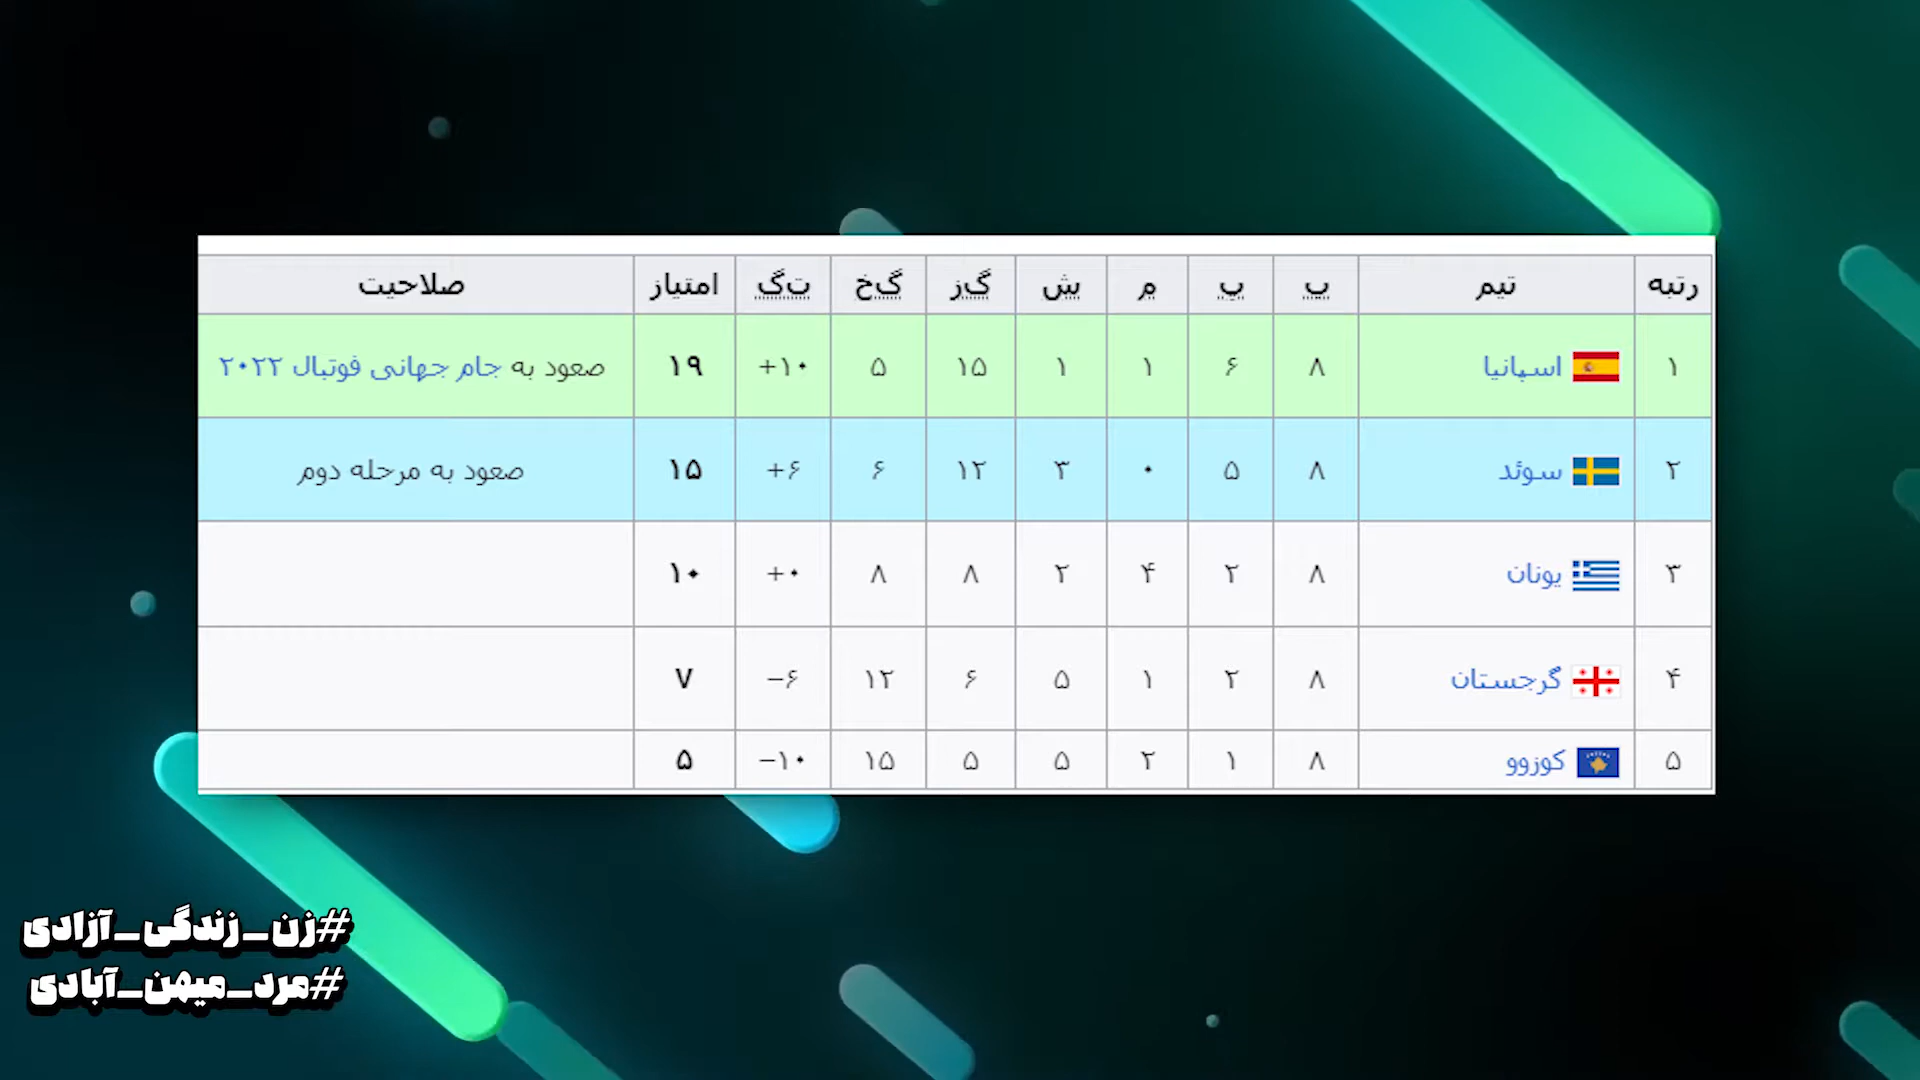 رتبه تیم پ ب م ش گ‌ز گ‌خ ت‌گ امتیاز صلاحیت
۱ اسپانیا ۸ ۶ ۱ ۱ ۱۵ ۵ +۱۰ ۱۹ صعود به جام جهانی فوتبال ۲۰۲۲
۲ سوئد ۸ ۵ ۰ ۳ ۱۲ ۶ +۶ ۱۵ صعود به مرحله دوم
۳ یونان ۸ ۲ ۴ ۲ ۸ ۸ +۰ ۱۰
۴ گرجستان ۸ ۲ ۱ ۵ ۶ ۱۲ −۶ ۷
۵ کوزوو ۸ ۱ ۲ ۵ ۵ ۱۵ −۱۰ ۵
#زن_زندگی_آزادی
#مرد_میهن_آبادی